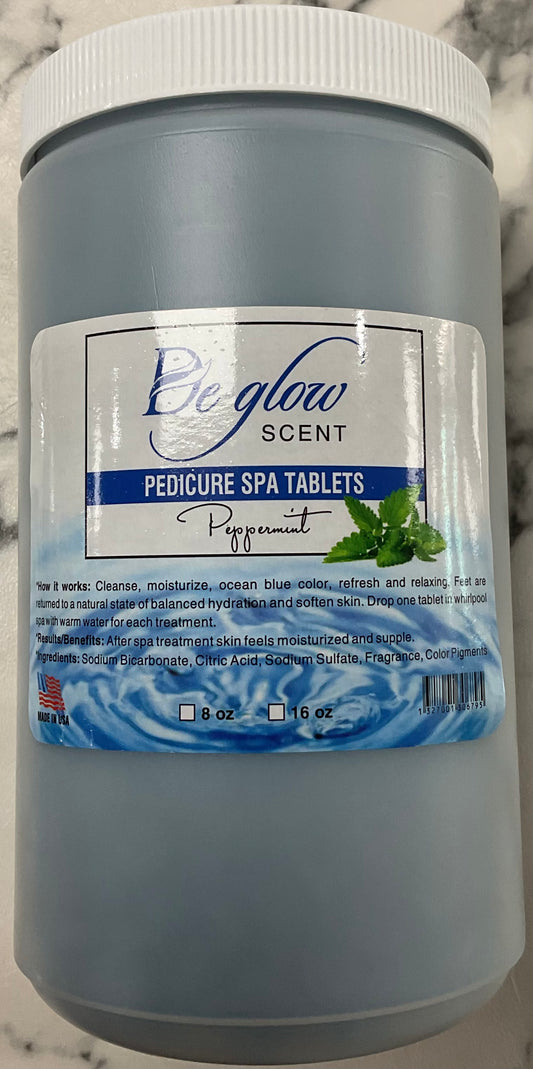 Be glow
SCENT
PEDICURE SPA TABLETS
Peppermint
*How it works: Cleanse, moisturize, ocean blue color, refresh and relaxing. Feet are
returned to a natural state of balanced hydration and soften skin. Drop one tablet in whirlpool
spa with warm water for each treatment.
*Results/Benefits: After spa treatment skin feels moisturized and supple.
*Ingredients: Sodium Bicarbonate, Citric Acid, Sodium Sulfate, Fragrance, Color Pigments
MADE IN USA
8 oz 16 oz
1 527001 306795